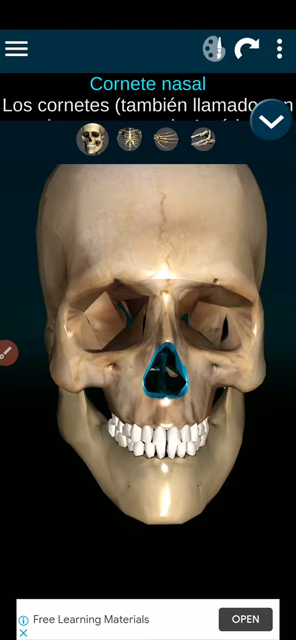 Cornete nasal
Los cornetes (también llamado
Free Learning Materials
OPEN